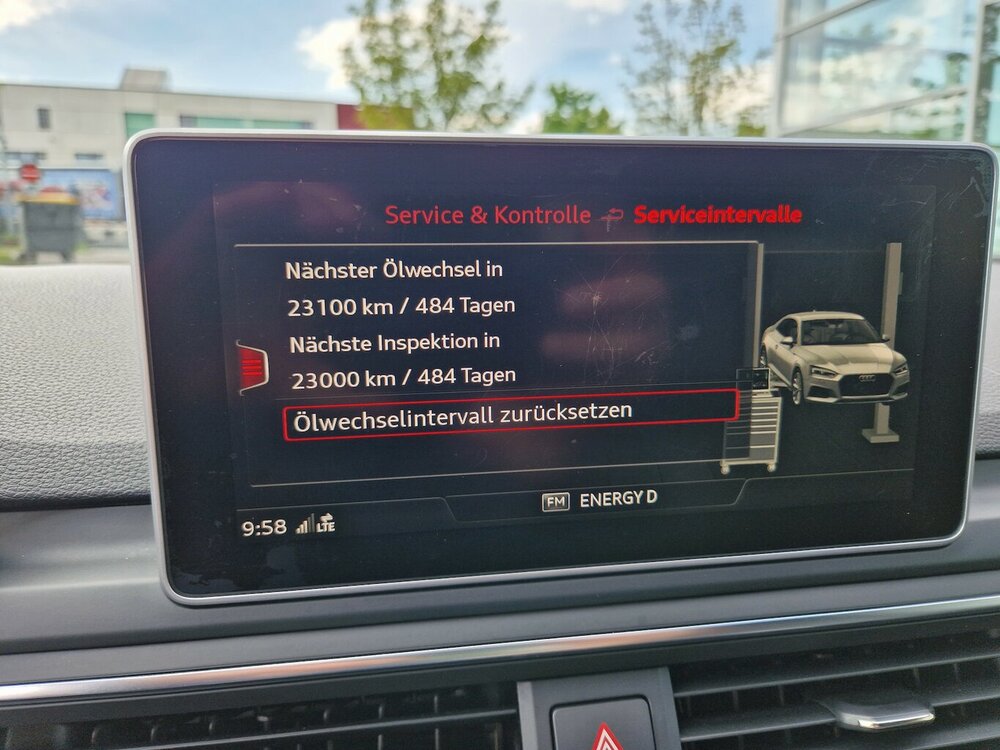 Service & Kontrolle Serviceintervalle
Nächster Ölwechsel in
23100 km / 484 Tagen
Nächste Inspektion in
23000 km / 484 Tagen
Ölwechselintervall zurücksetzen
FM ENERGY D
9:58 LTE